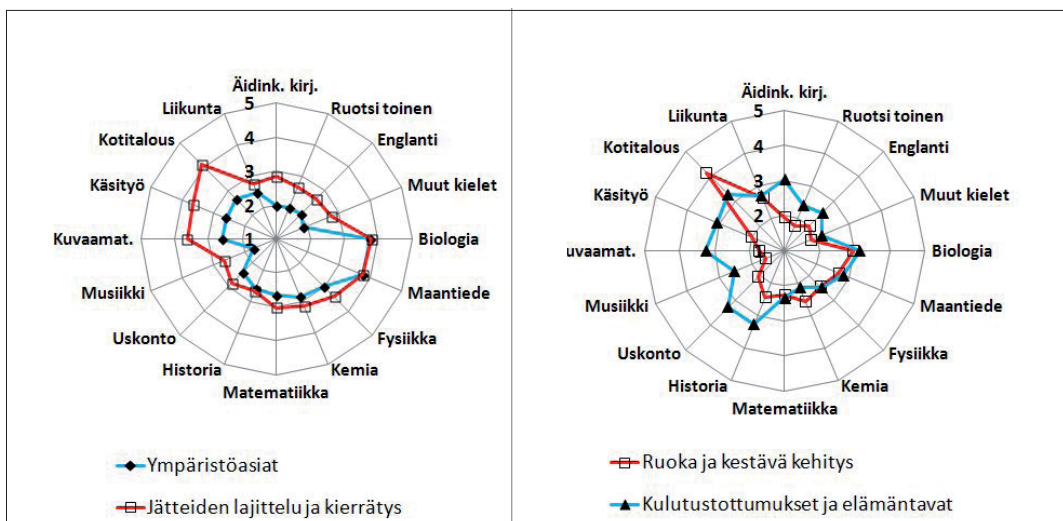 Äidink. kirj.
Ruotsi toinen
Englanti
Muut kielet
Biologia
Maantiede
Fysiikka
Kemia
Matematiikka
Historia
Uskonto
Musiikki
Kuvaamat.
Käsityö
Kotitalous
Liikunta
5
4
3
2
1
Ympäristöasiat
Jätteiden lajittelu ja kierrätys
Äidink. kirj.
Ruotsi toinen
Englanti
Muut kielet
Biologia
Maantiede
Fysiikka
Kemia
Matematiikka
Historia
Uskonto
Musiikki
uvaamat.
Käsityö
Kotitalous
Liikunta
5
4
3
2
1
Ruoka ja kestävä kehitys
Kulutustottumukset ja elämäntavat